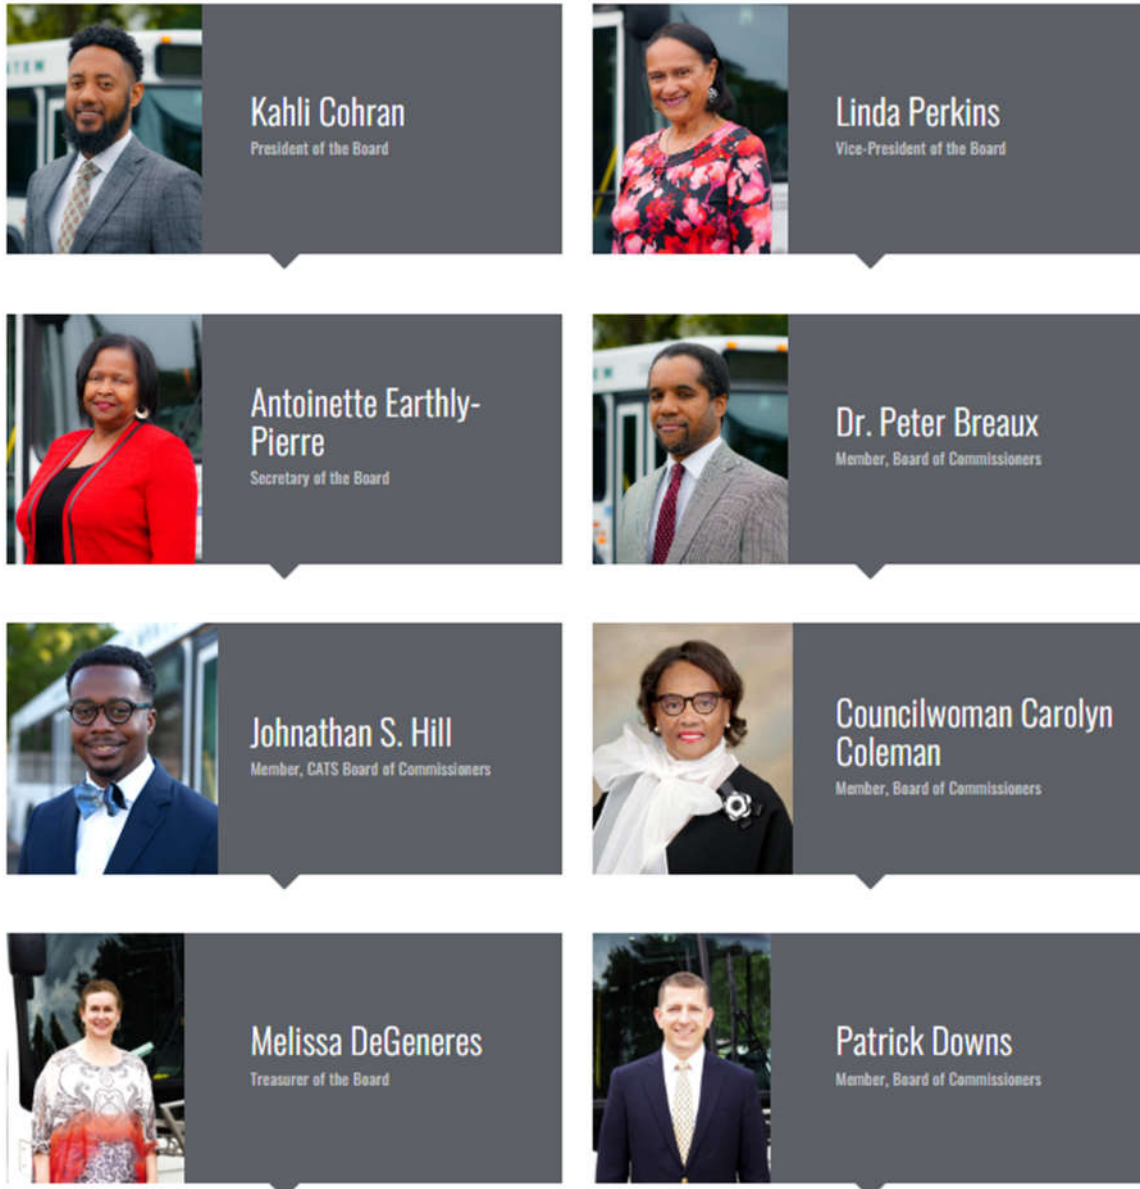 Kahli Cohran
President of the Board
Linda Perkins
Vice-President of the Board
Antoinette Earthly-
Pierre
Secretary of the Board
Dr. Peter Breaux
Member, Board of Commissioners
Johnathan S. Hill
Member, CATS Board of Commissioners
Councilwoman Carolyn
Coleman
Member, Board of Commissioners
Melissa DeGeneres
Treasurer of the Board
Patrick Downs
Member, Board of Commissioners